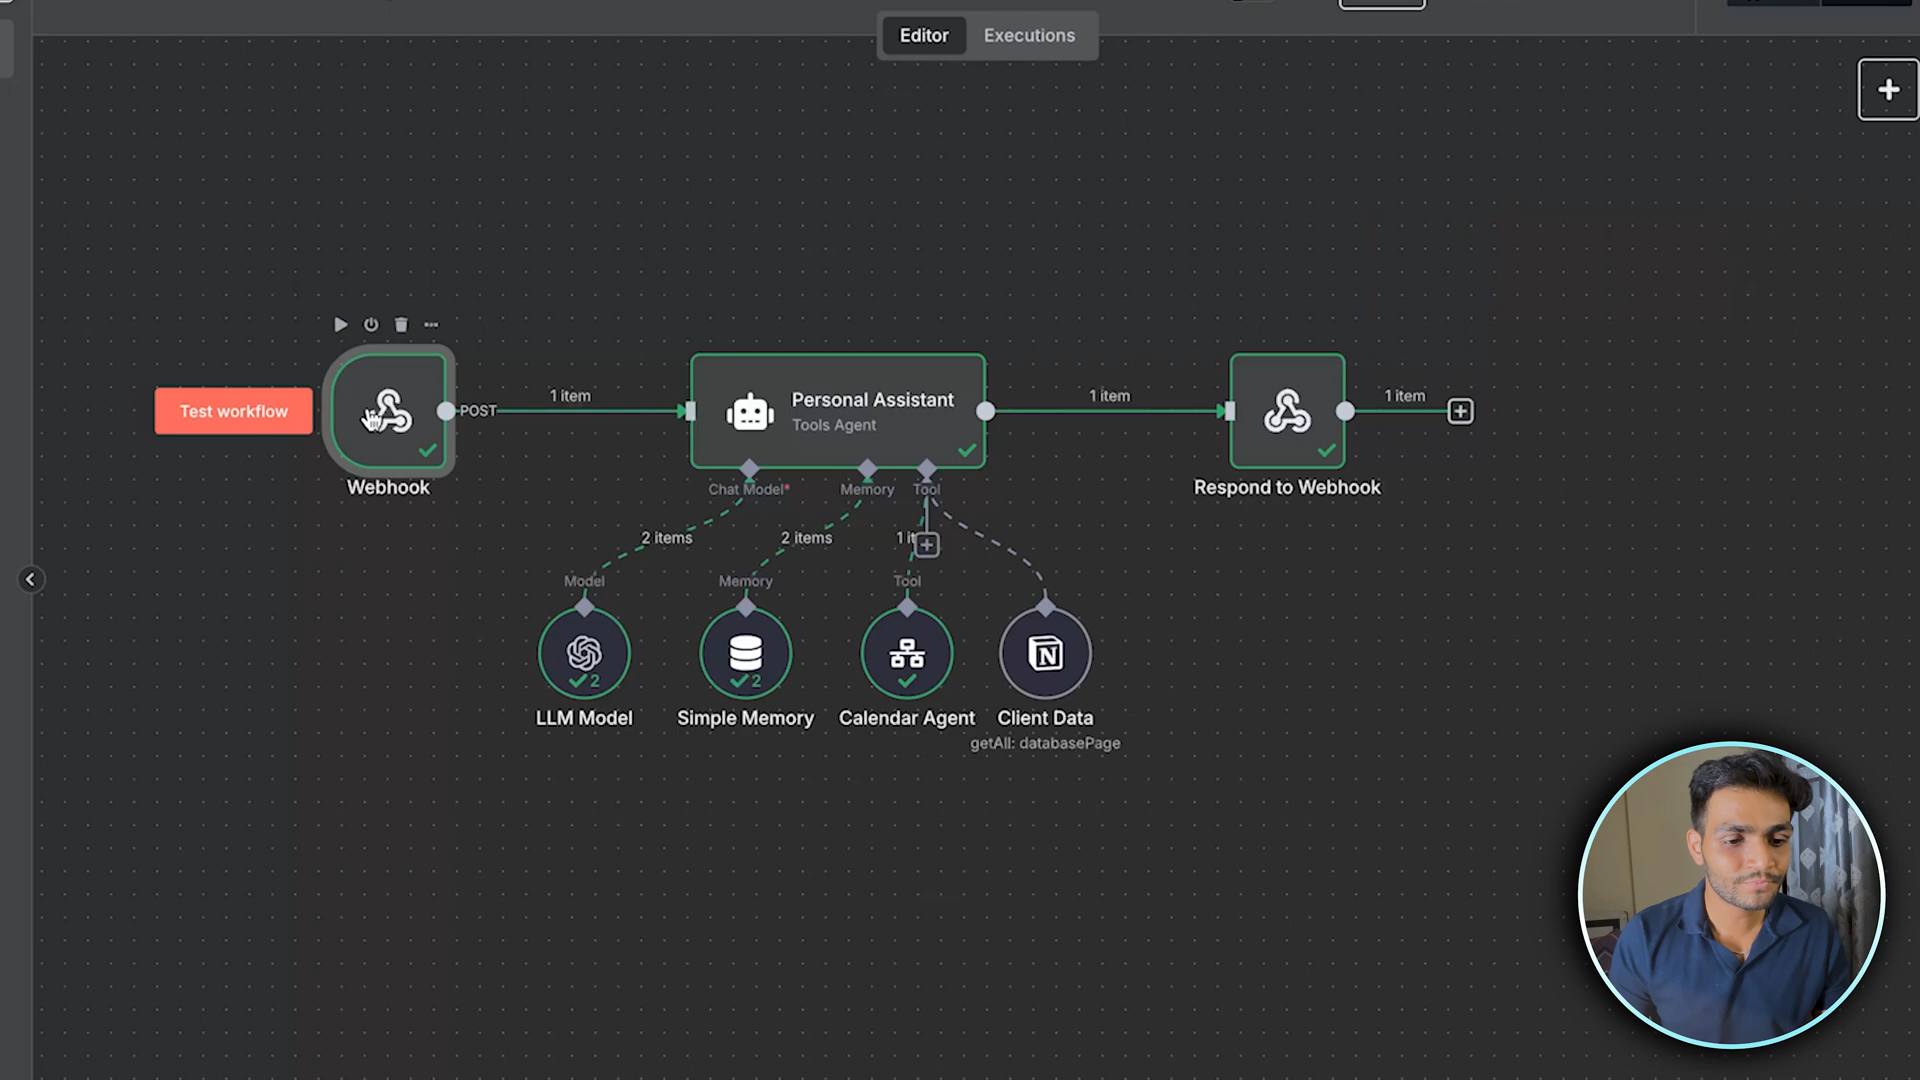 Editor Executions
Test workflow
POST
1 item
Personal Assistant
Tools Agent
1 item
1 item
Webhook
Chat Model*
Memory
Tool
Respond to Webhook
2 items
2 items
1 it
Model
Memory
Tool
2
2
N
LLM Model
Simple Memory
Calendar Agent
Client Data
getAll: databasePage